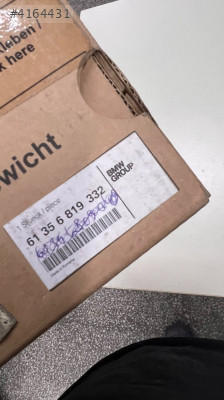 #4164431
kleben /
k here
wicht
1 Stück / piece
61 35 6 819 332
BMW
GROUP